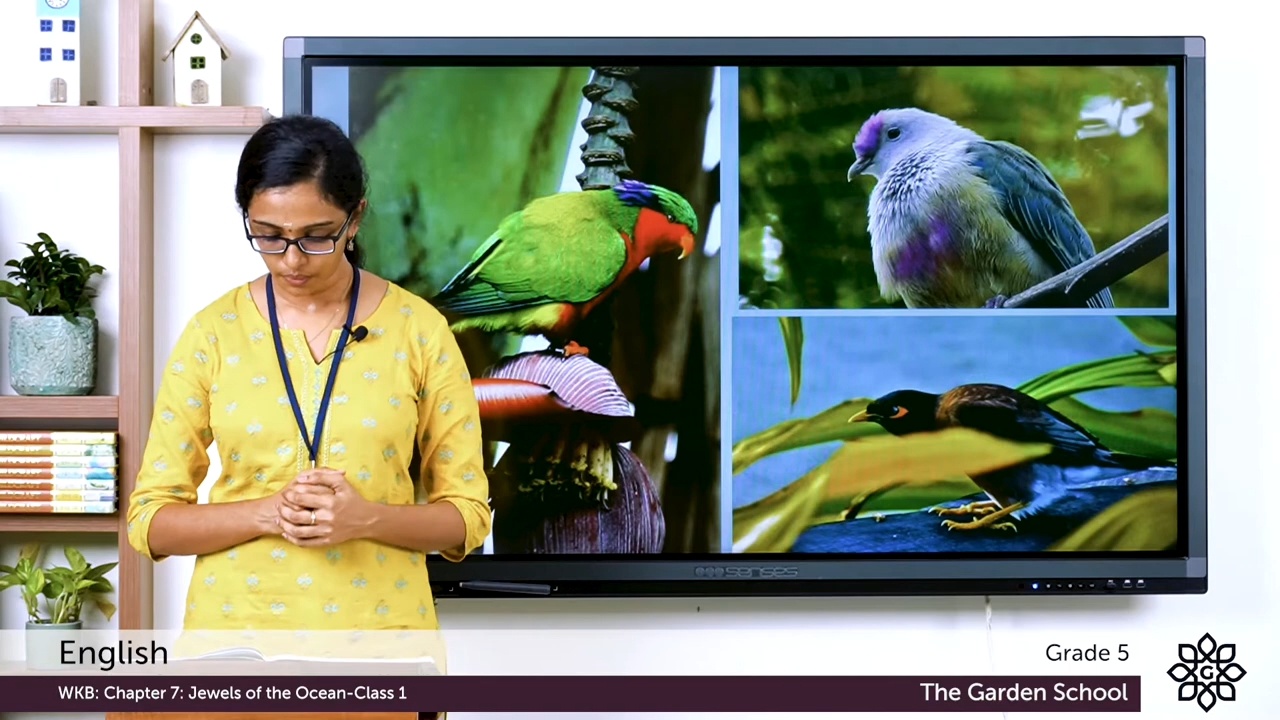 senses
English
Grade 5
WKB: Chapter 7: Jewels of the Ocean-Class 1
The Garden School
G